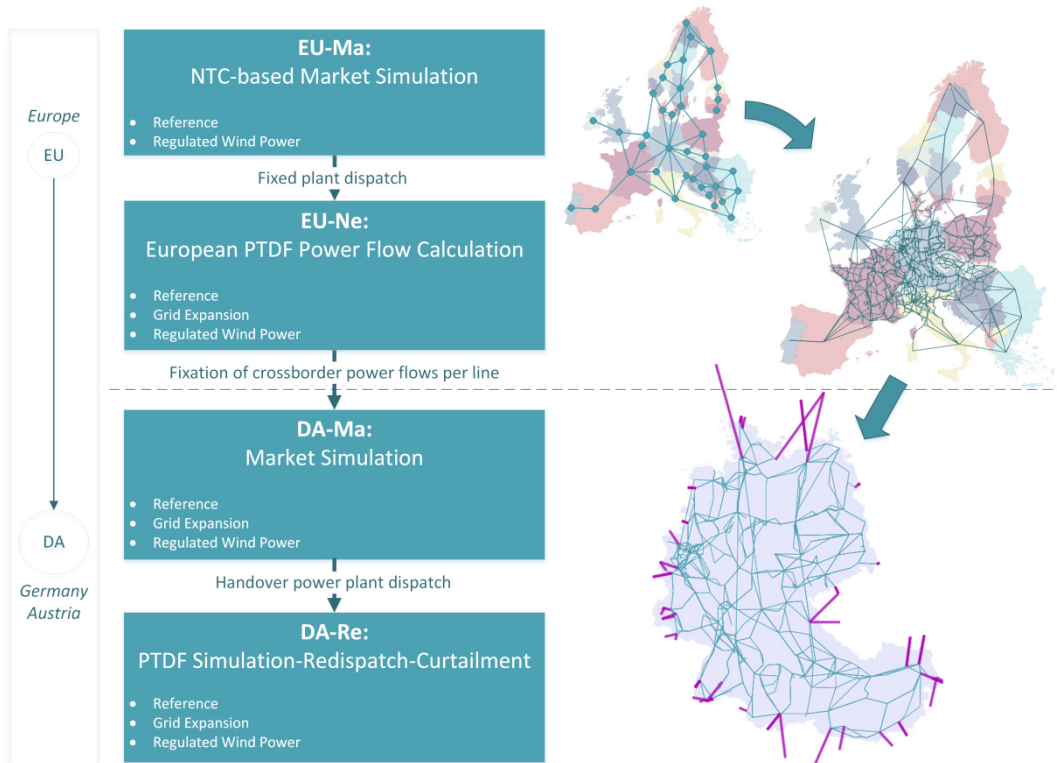 Europe
EU
DA
Germany
Austria
EU-Ma:
NTC-based Market Simulation
• Reference
• Regulated Wind Power
Fixed plant dispatch
EU-Ne:
European PTDF Power Flow Calculation
• Reference
• Grid Expansion
• Regulated Wind Power
Fixation of crossborder power flows per line
DA-Ma:
Market Simulation
• Reference
• Grid Expansion
• Regulated Wind Power
Handover power plant dispatch
DA-Re:
PTDF Simulation-Redispatch-Curtailment
• Reference
• Grid Expansion
• Regulated Wind Power